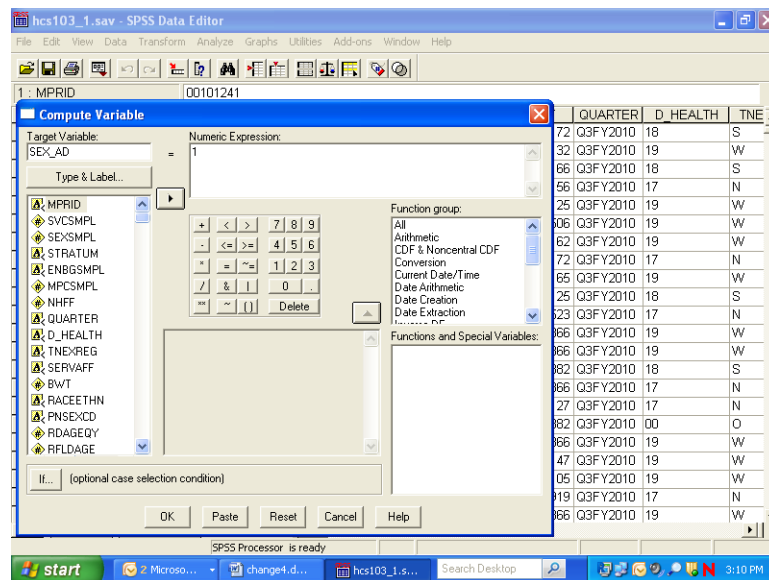 hcs103_1.sav - SPSS Data Editor
File Edit View Data Transform Analyze Graphs Utilities Add-ons Window Help
1 : MPRID 00101241
Compute Variable
Target Variable:
SEX_AD
=
Numeric Expression:
1
Type & Label...
MPRID
SVCSMPL
SEXSMPL
STRATUM
ENBGSMPL
MPCSMPL
NHFF
QUARTER
D_HEALTH
TNEXREG
SERVAFF
BWT
RACEETHN
PNSEXCD
RDAGEQY
RFLDAGE
+ < > 7 8 9
- <= >= 4 5 6
* = ~= 1 2 3
/ & | 0 .
** ~ () Delete
Function group:
All
Arithmetic
CDF & Noncentral CDF
Conversion
Current Date/Time
Date Arithmetic
Date Creation
Date Extraction
Functions and Special Variables:
If... (optional case selection condition)
OK Paste Reset Cancel Help
QUARTER D_HEALTH TNE
72 Q3FY2010 18 S
32 Q3FY2010 19 W
66 Q3FY2010 18 S
56 Q3FY2010 17 N
25 Q3FY2010 19 W
506 Q3FY2010 19 W
62 Q3FY2010 19 W
72 Q3FY2010 17 N
65 Q3FY2010 19 W
25 Q3FY2010 18 S
523 Q3FY2010 17 N
366 Q3FY2010 19 W
366 Q3FY2010 19 W
382 Q3FY2010 18 S
366 Q3FY2010 17 N
27 Q3FY2010 17 N
382 Q3FY2010 00 O
366 Q3FY2010 19 W
47 Q3FY2010 19 W
05 Q3FY2010 19 W
919 Q3FY2010 17 N
366 Q3FY2010 19 W
SPSS Processor is ready
start 2 Microso... change4.d... hcs103_1.s... Search Desktop 3:10 PM